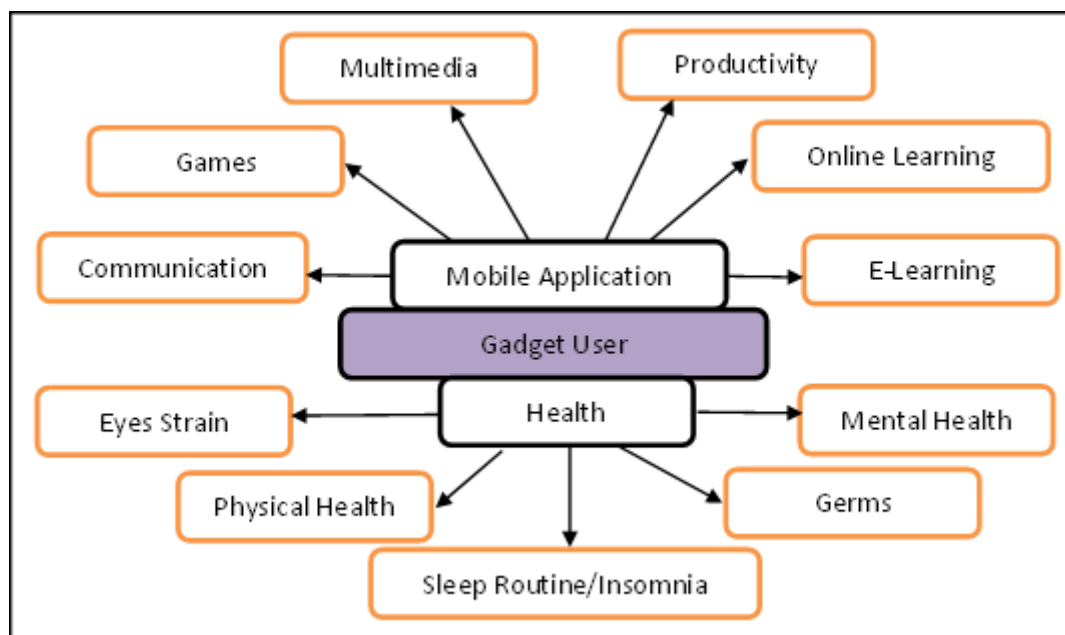 Multimedia
Productivity
Games
Online Learning
Communication
Mobile Application
E-Learning
Gadget User
Eyes Strain
Health
Mental Health
Physical Health
Germs
Sleep Routine/Insomnia